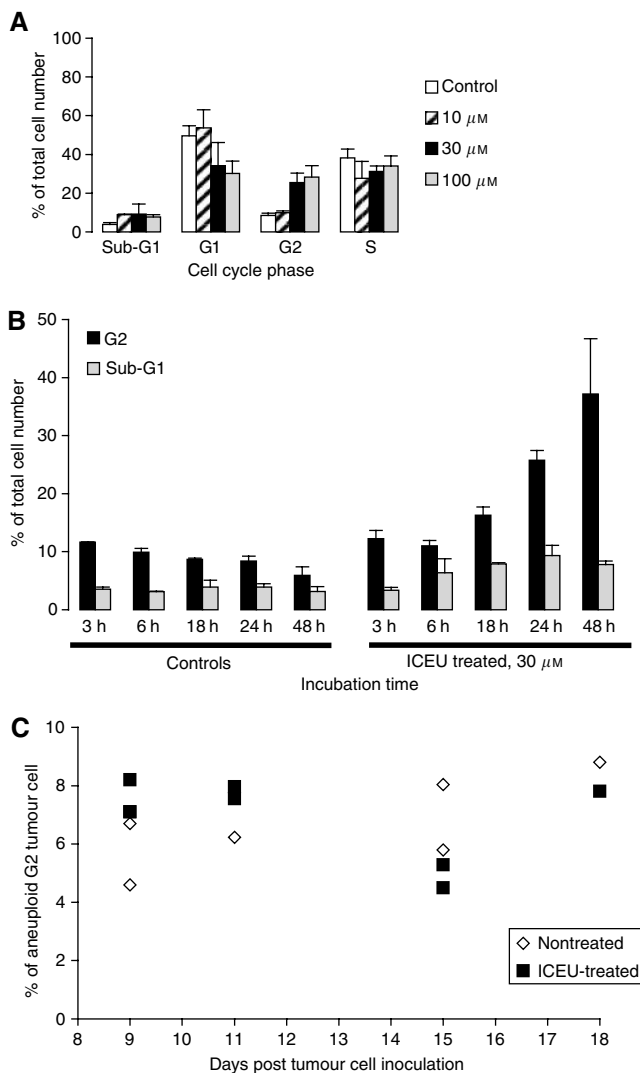 A
100
80
60
40
20
0
% of total cell number
Sub-G1 G1 G2 S
Cell cycle phase
Control
10 μM
30 μM
100 μM
B
50
40
30
20
10
0
% of total cell number
G2
Sub-G1
3 h 6 h 18 h 24 h 48 h 3 h 6 h 18 h 24 h 48 h
Controls ICEU treated, 30 μM
Incubation time
C
10
8
6
4
2
0
% of aneuploid G2 tumour cell
Nontreated
ICEU-treated
8 9 10 11 12 13 14 15 16 17 18
Days post tumour cell inoculation